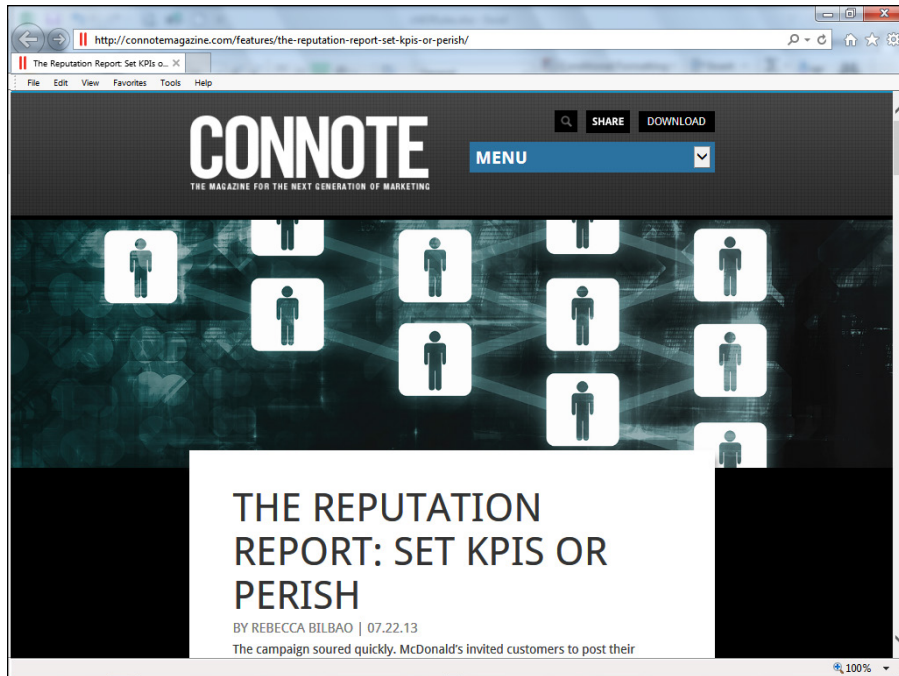 http://connotemagazine.com/features/the-reputation-report-set-kpis-or-perish/
The Reputation Report: Set KPIs o...
File Edit View Favorites Tools Help
SHARE DOWNLOAD
CONNOTE
MENU
THE MAGAZINE FOR THE NEXT GENERATION OF MARKETING
THE REPUTATION
REPORT: SET KPIS OR
PERISH
BY REBECCA BILBAO | 07.22.13
The campaign soured quickly. McDonald's invited customers to post their
100%